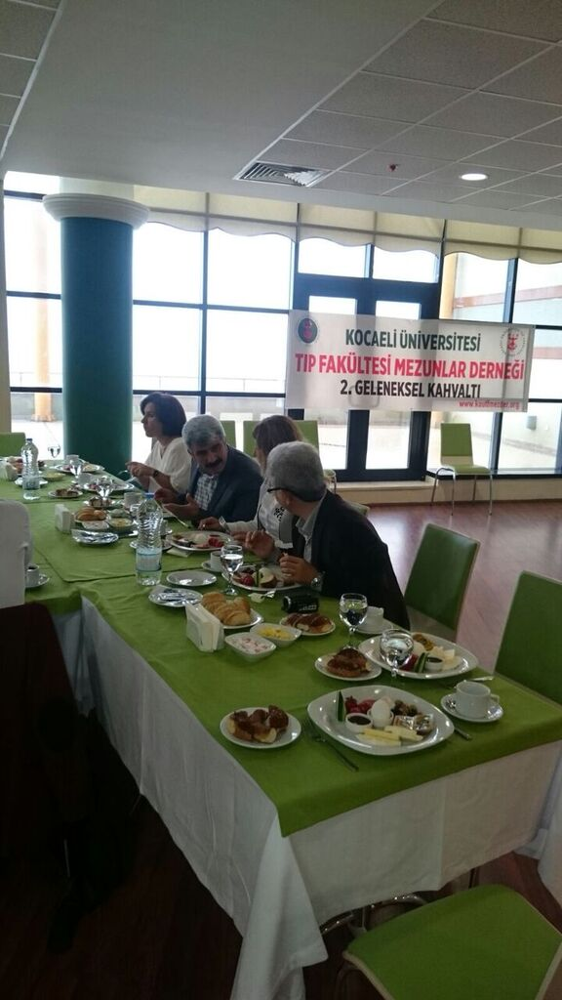 KOCAELİ ÜNİVERSİTESİ
TIP FAKÜLTESİ MEZUNLAR DERNEĞİ
2. GELENEKSEL KAHVALTI